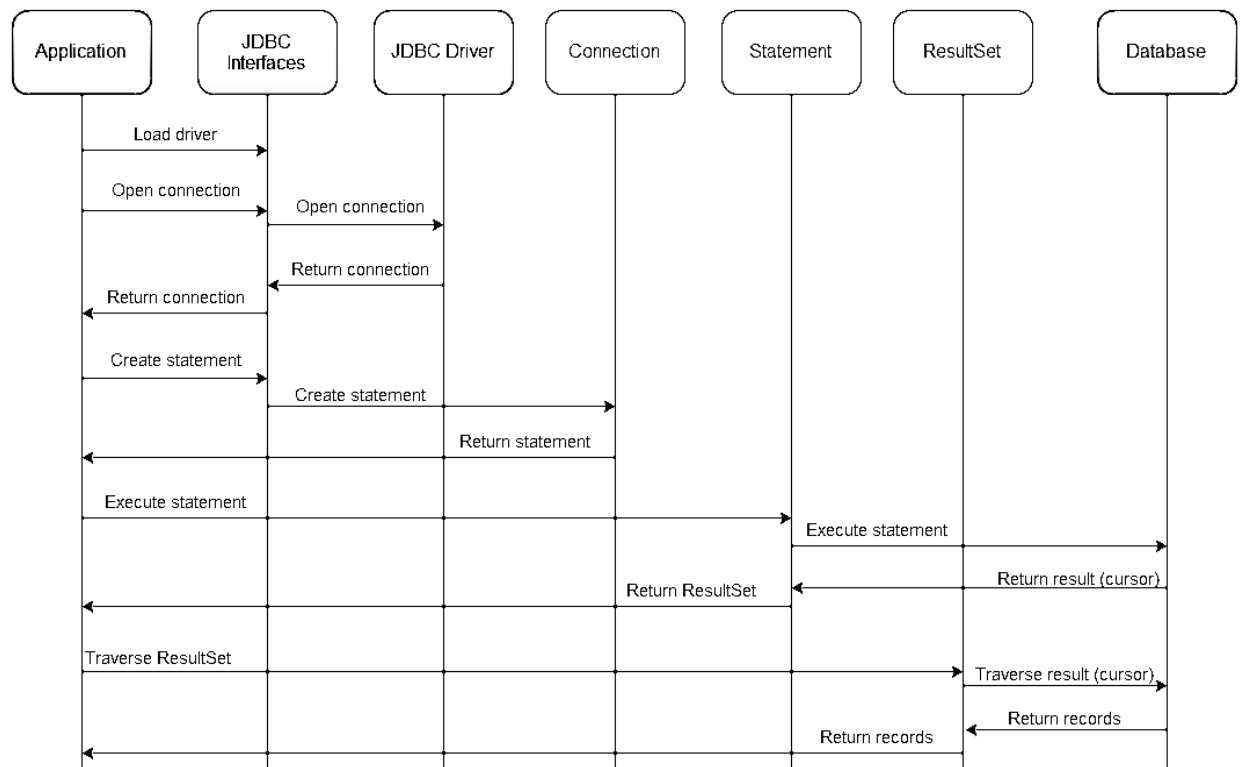 Application
JDBC
Interfaces
JDBC Driver
Connection
Statement
ResultSet
Database
Load driver
Open connection
Open connection
Return connection
Return connection
Create statement
Create statement
Return statement
Execute statement
Execute statement
Return result (cursor)
Return ResultSet
Traverse ResultSet
Traverse result (cursor)
Return records
Return records